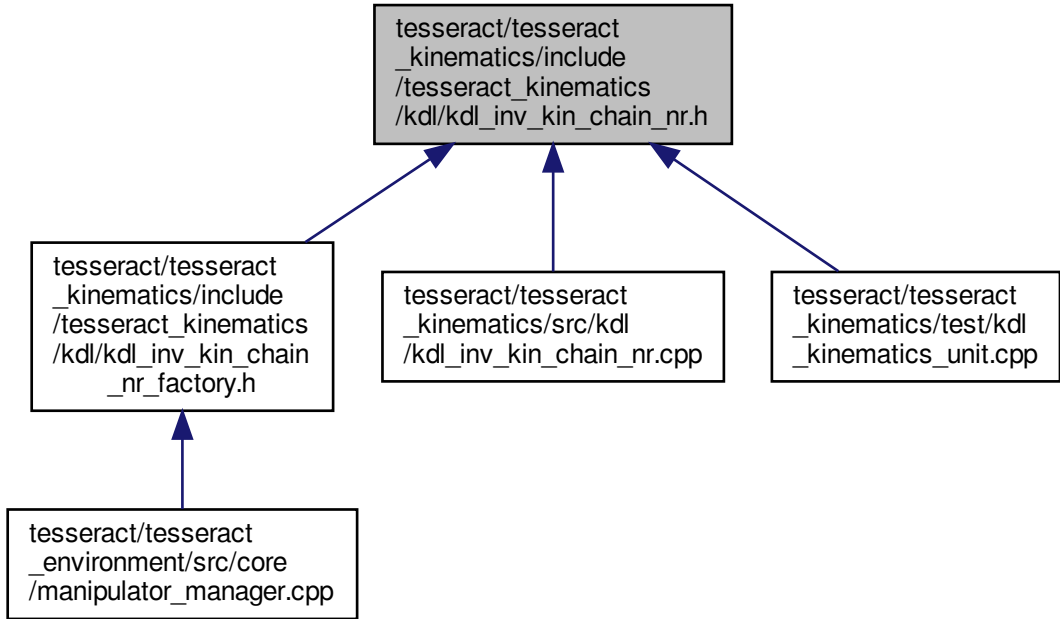 tesseract/tesseract
_kinematics/include
/tesseract_kinematics
/kdl/kdl_inv_kin_chain_nr.h
tesseract/tesseract
_kinematics/include
/tesseract_kinematics
/kdl/kdl_inv_kin_chain
_nr_factory.h
tesseract/tesseract
_kinematics/src/kdl
/kdl_inv_kin_chain_nr.cpp
tesseract/tesseract
_kinematics/test/kdl
_kinematics_unit.cpp
tesseract/tesseract
_environment/src/core
/manipulator_manager.cpp